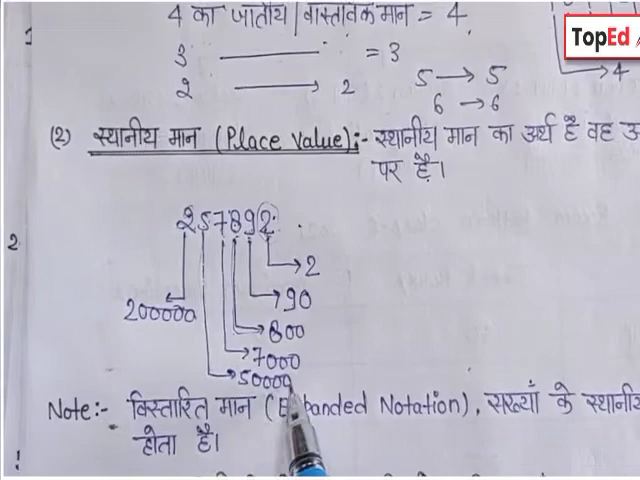 4 का जातीय / वास्तविक मान = 4
TopEd
3 = 3
2 → 2
5 → 5
6 → 6
→ 4
(2) स्थानीय मान (Place Value):- स्थानीय मान का अर्थ है वह
पर है।
257892
2
2
90
800
200000
7000
50000
Note:- विस्तारित मान (Expanded Notation), संख्याँ के स्थानीय
होता है।